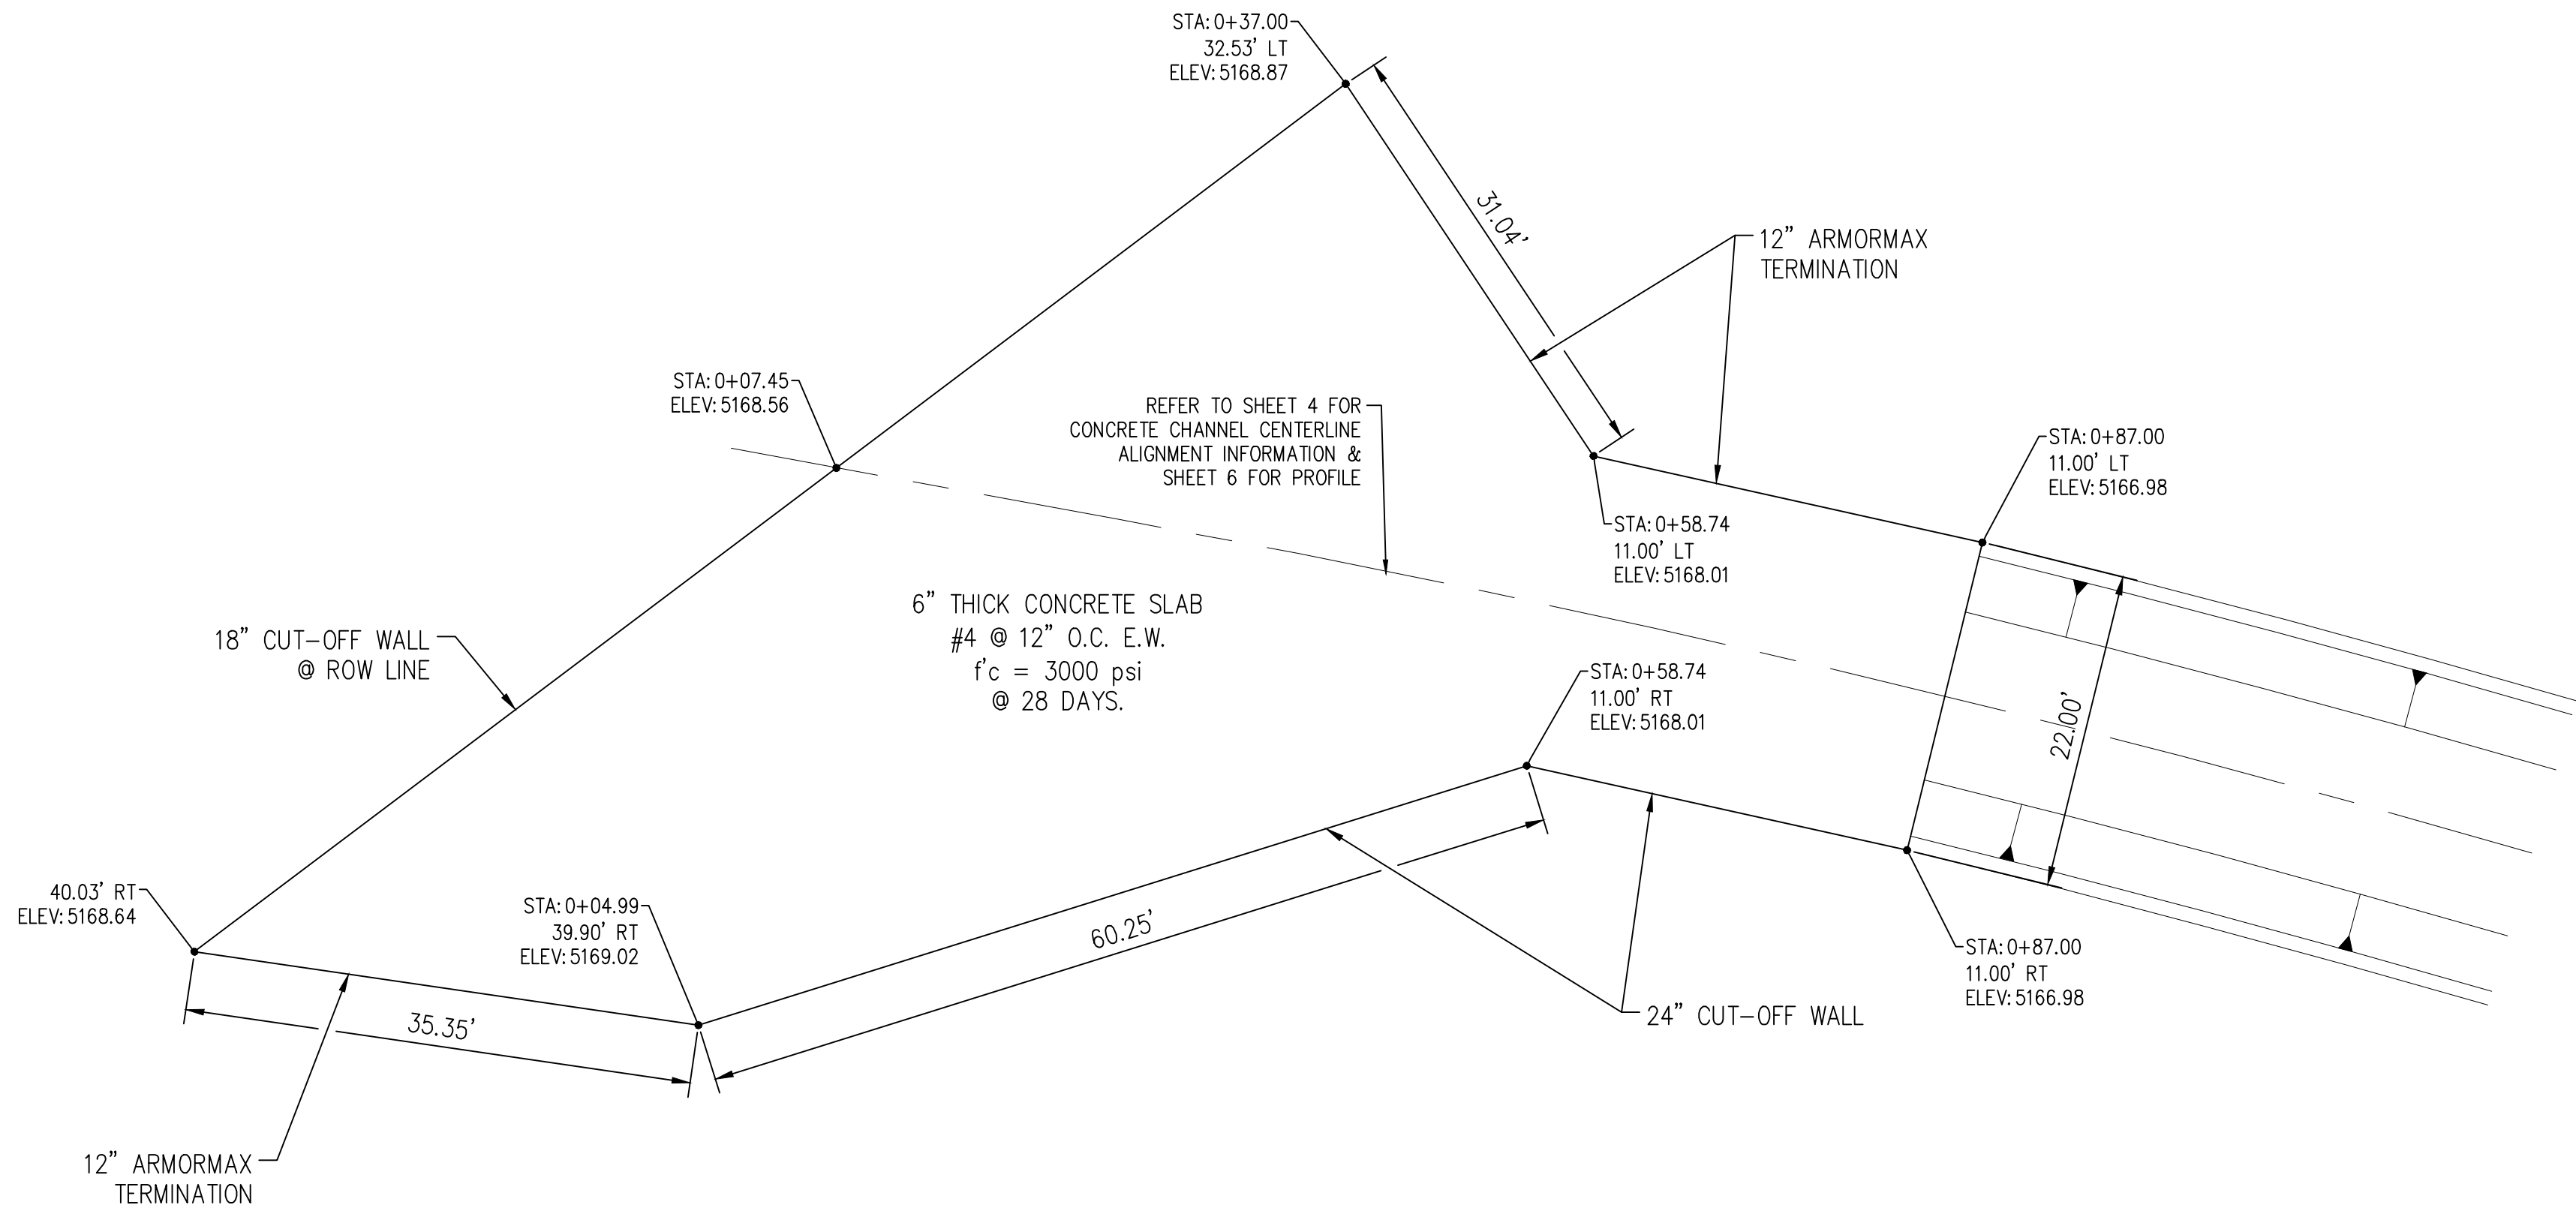 STA: 0+37.00
32.53' LT
ELEV: 5168.87
31.04'
12" ARMORMAX
TERMINATION
STA: 0+07.45
ELEV: 5168.56
REFER TO SHEET 4 FOR
CONCRETE CHANNEL CENTERLINE
ALIGNMENT INFORMATION &
SHEET 6 FOR PROFILE
STA: 0+87.00
11.00' LT
ELEV: 5166.98
STA: 0+58.74
11.00' LT
ELEV: 5168.01
6" THICK CONCRETE SLAB
#4 @ 12" O.C. E.W.
f'c = 3000 psi
@ 28 DAYS.
18" CUT-OFF WALL
@ ROW LINE
STA: 0+58.74
11.00' RT
ELEV: 5168.01
22.00'
40.03' RT
ELEV: 5168.64
STA: 0+04.99
39.90' RT
ELEV: 5169.02
60.25'
STA: 0+87.00
11.00' RT
ELEV: 5166.98
35.35'
24" CUT-OFF WALL
12" ARMORMAX
TERMINATION